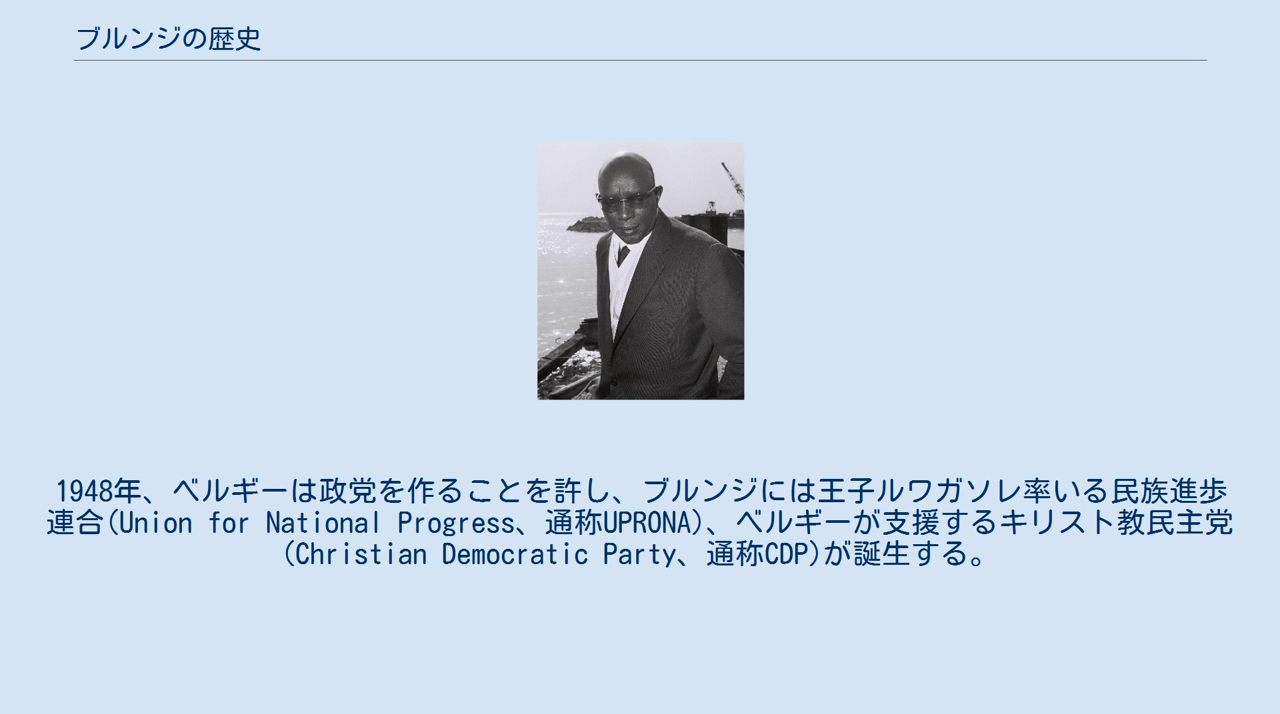 ブルンジの歴史
1948年、ベルギーは政党を作ることを許し、ブルンジには王子ルワガソレ率いる民族進歩
連合(Union for National Progress、通称UPRONA)、ベルギーが支援するキリスト教民主党
(Christian Democratic Party、通称CDP)が誕生する。